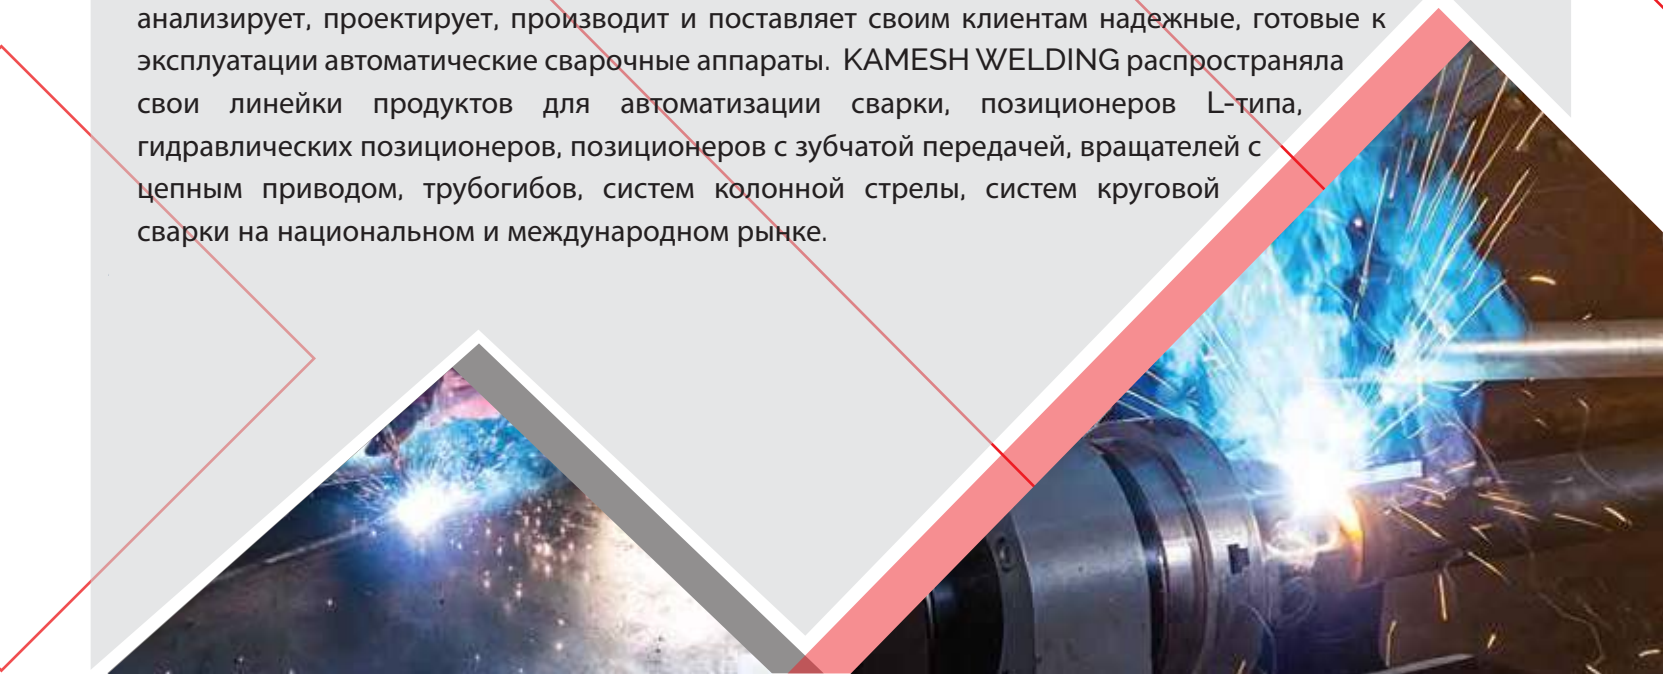 анализирует, проектирует, производит и поставляет своим клиентам надежные, готовые к
эксплуатации автоматические сварочные аппараты. KAMESH WELDING распространяла
свои линейки продуктов для автоматизации сварки, позиционеров L-типа,
гидравлических позиционеров, позиционеров с зубчатой передачей, вращателей с
цепным приводом, трубогибов, систем колонной стрелы, систем круговой
сварки на национальном и международном рынке.